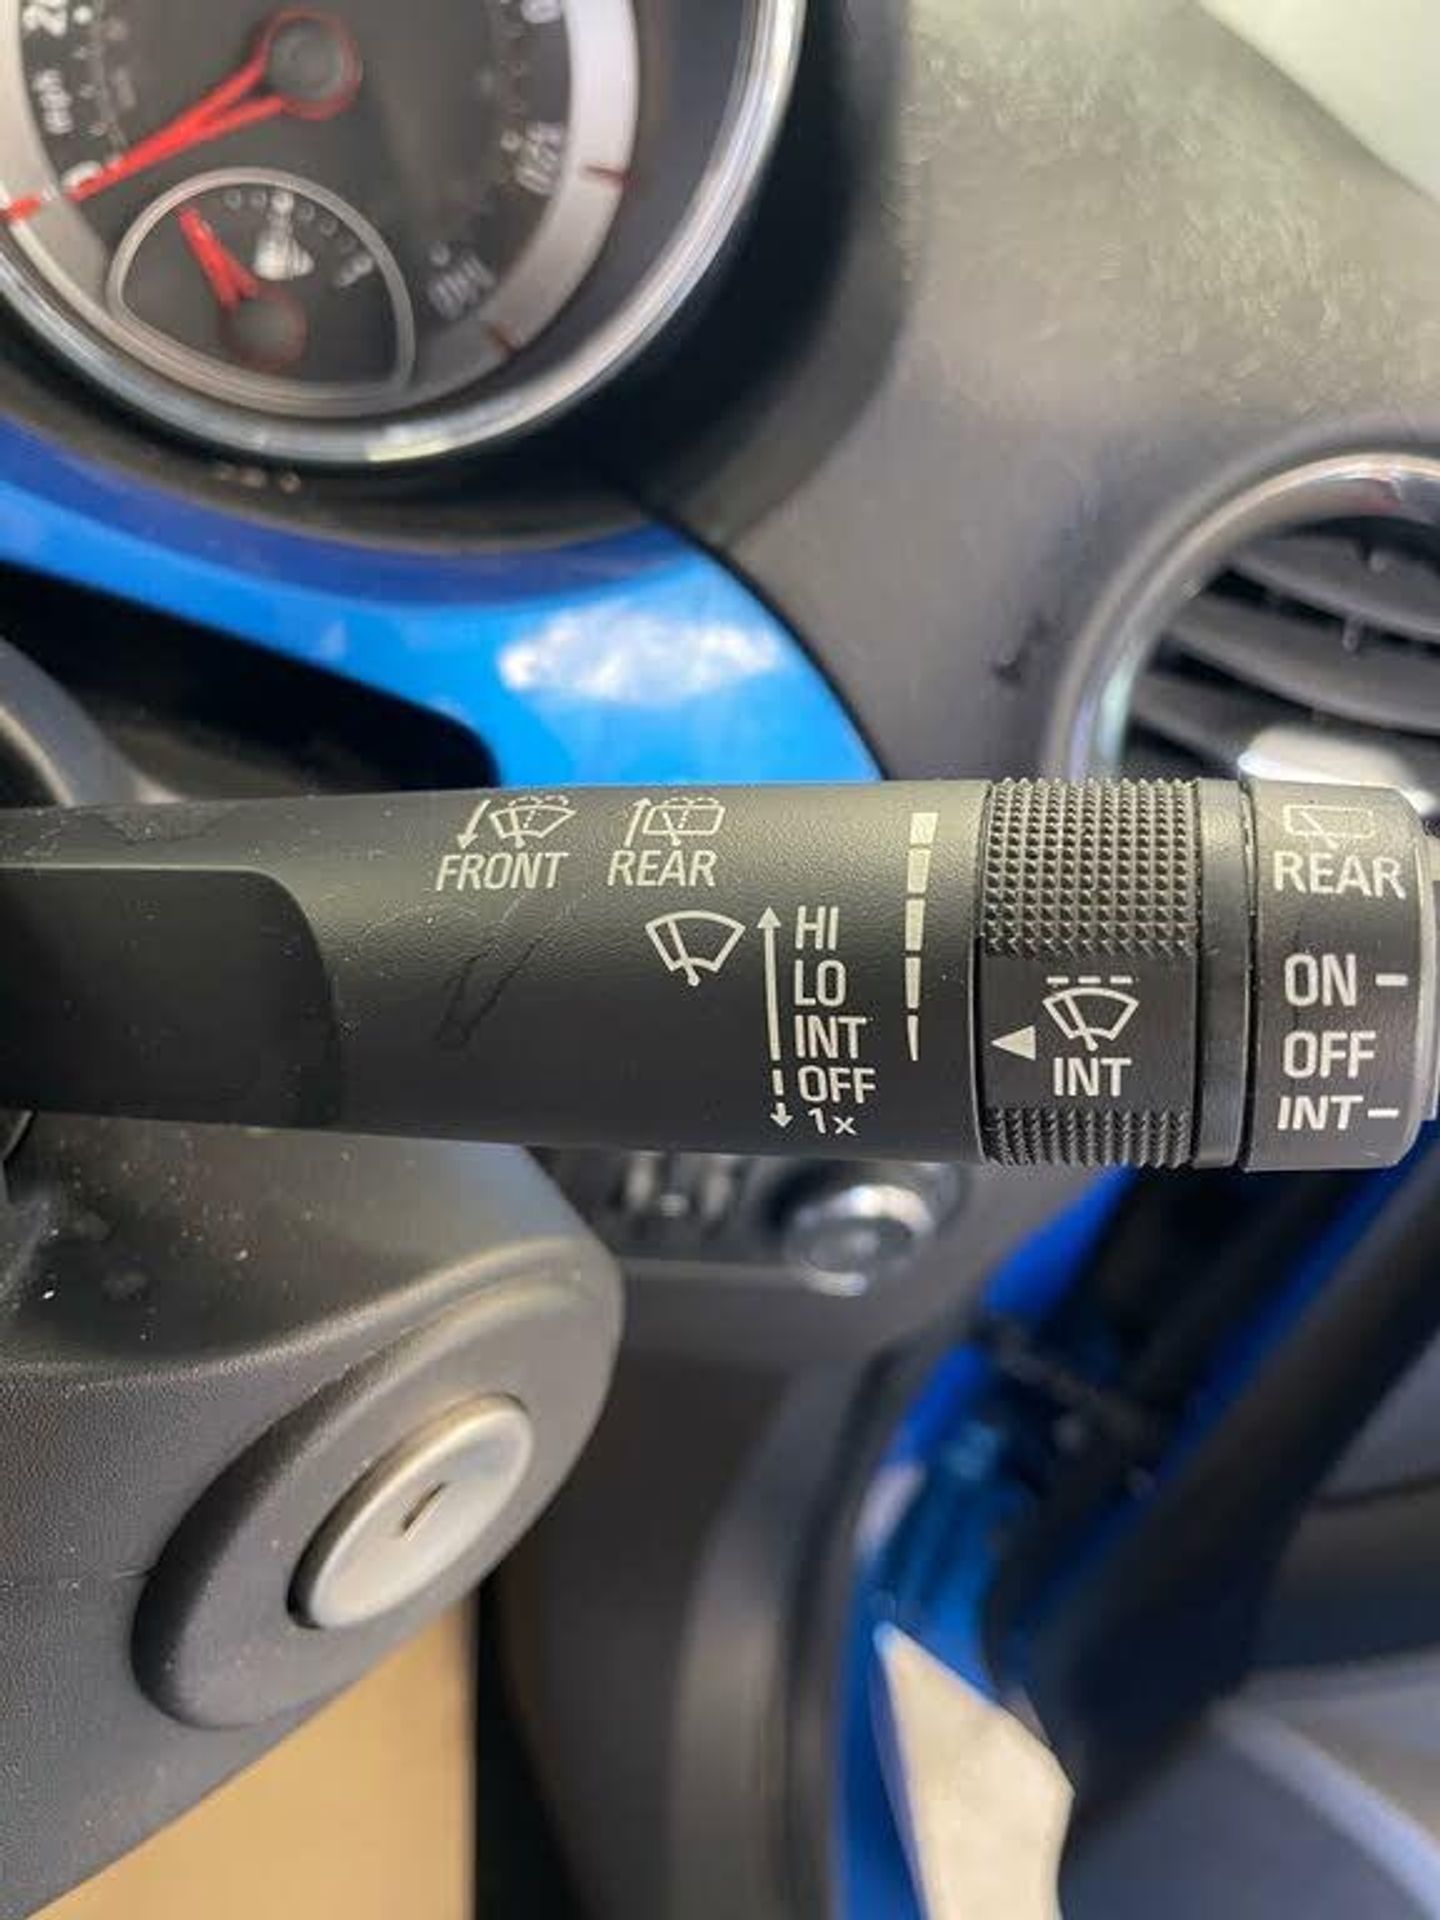 FRONT REAR
HI
LO
INT
OFF
1x
INT
REAR
ON
OFF
INT